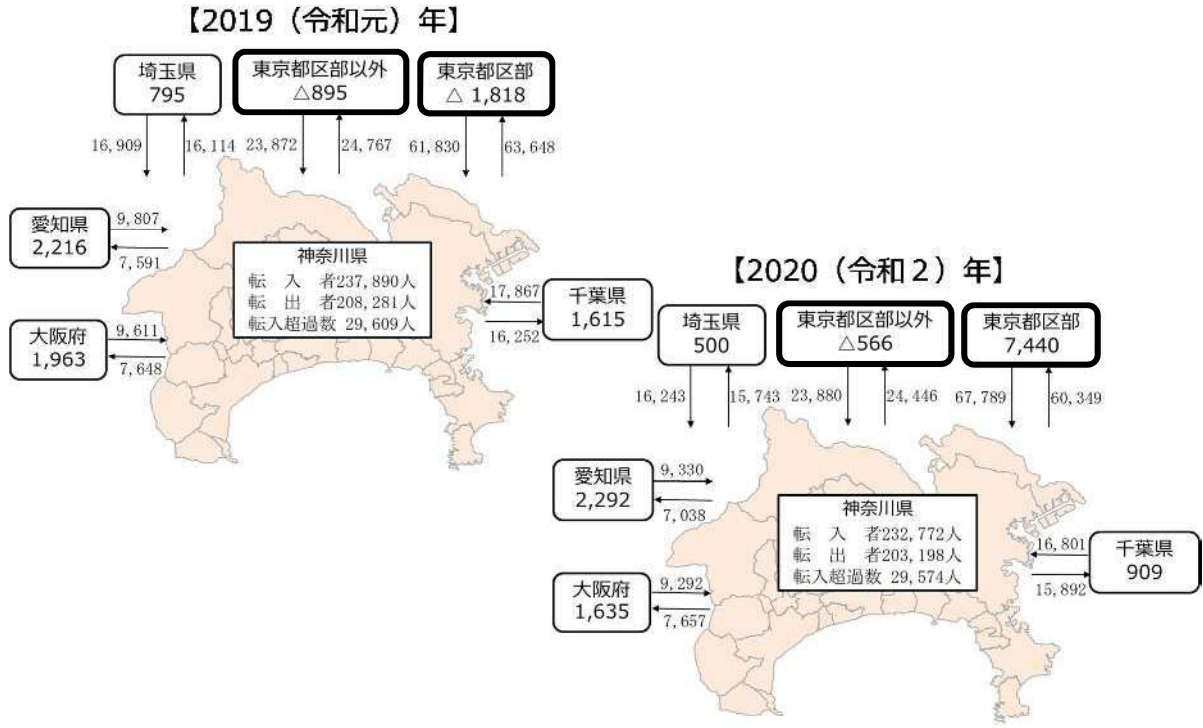 【2019（令和元）年】
埼玉県
795
東京都区部以外
△895
東京都区部
△ 1,818
16,909
16,114
23,872
24,767
61,830
63,648
愛知県
2,216
9,807
7,591
大阪府
1,963
9,611
7,648
神奈川県
転　入　者237,890人
転　出　者208,281人
転入超過数 29,609人
17,867
16,252
千葉県
1,615
【2020（令和２）年】
埼玉県
500
東京都区部以外
△566
東京都区部
7,440
16,243
15,743
23,880
24,446
67,789
60,349
愛知県
2,292
9,330
7,038
大阪府
1,635
9,292
7,657
神奈川県
転　入　者232,772人
転　出　者203,198人
転入超過数 29,574人
16,801
15,892
千葉県
909